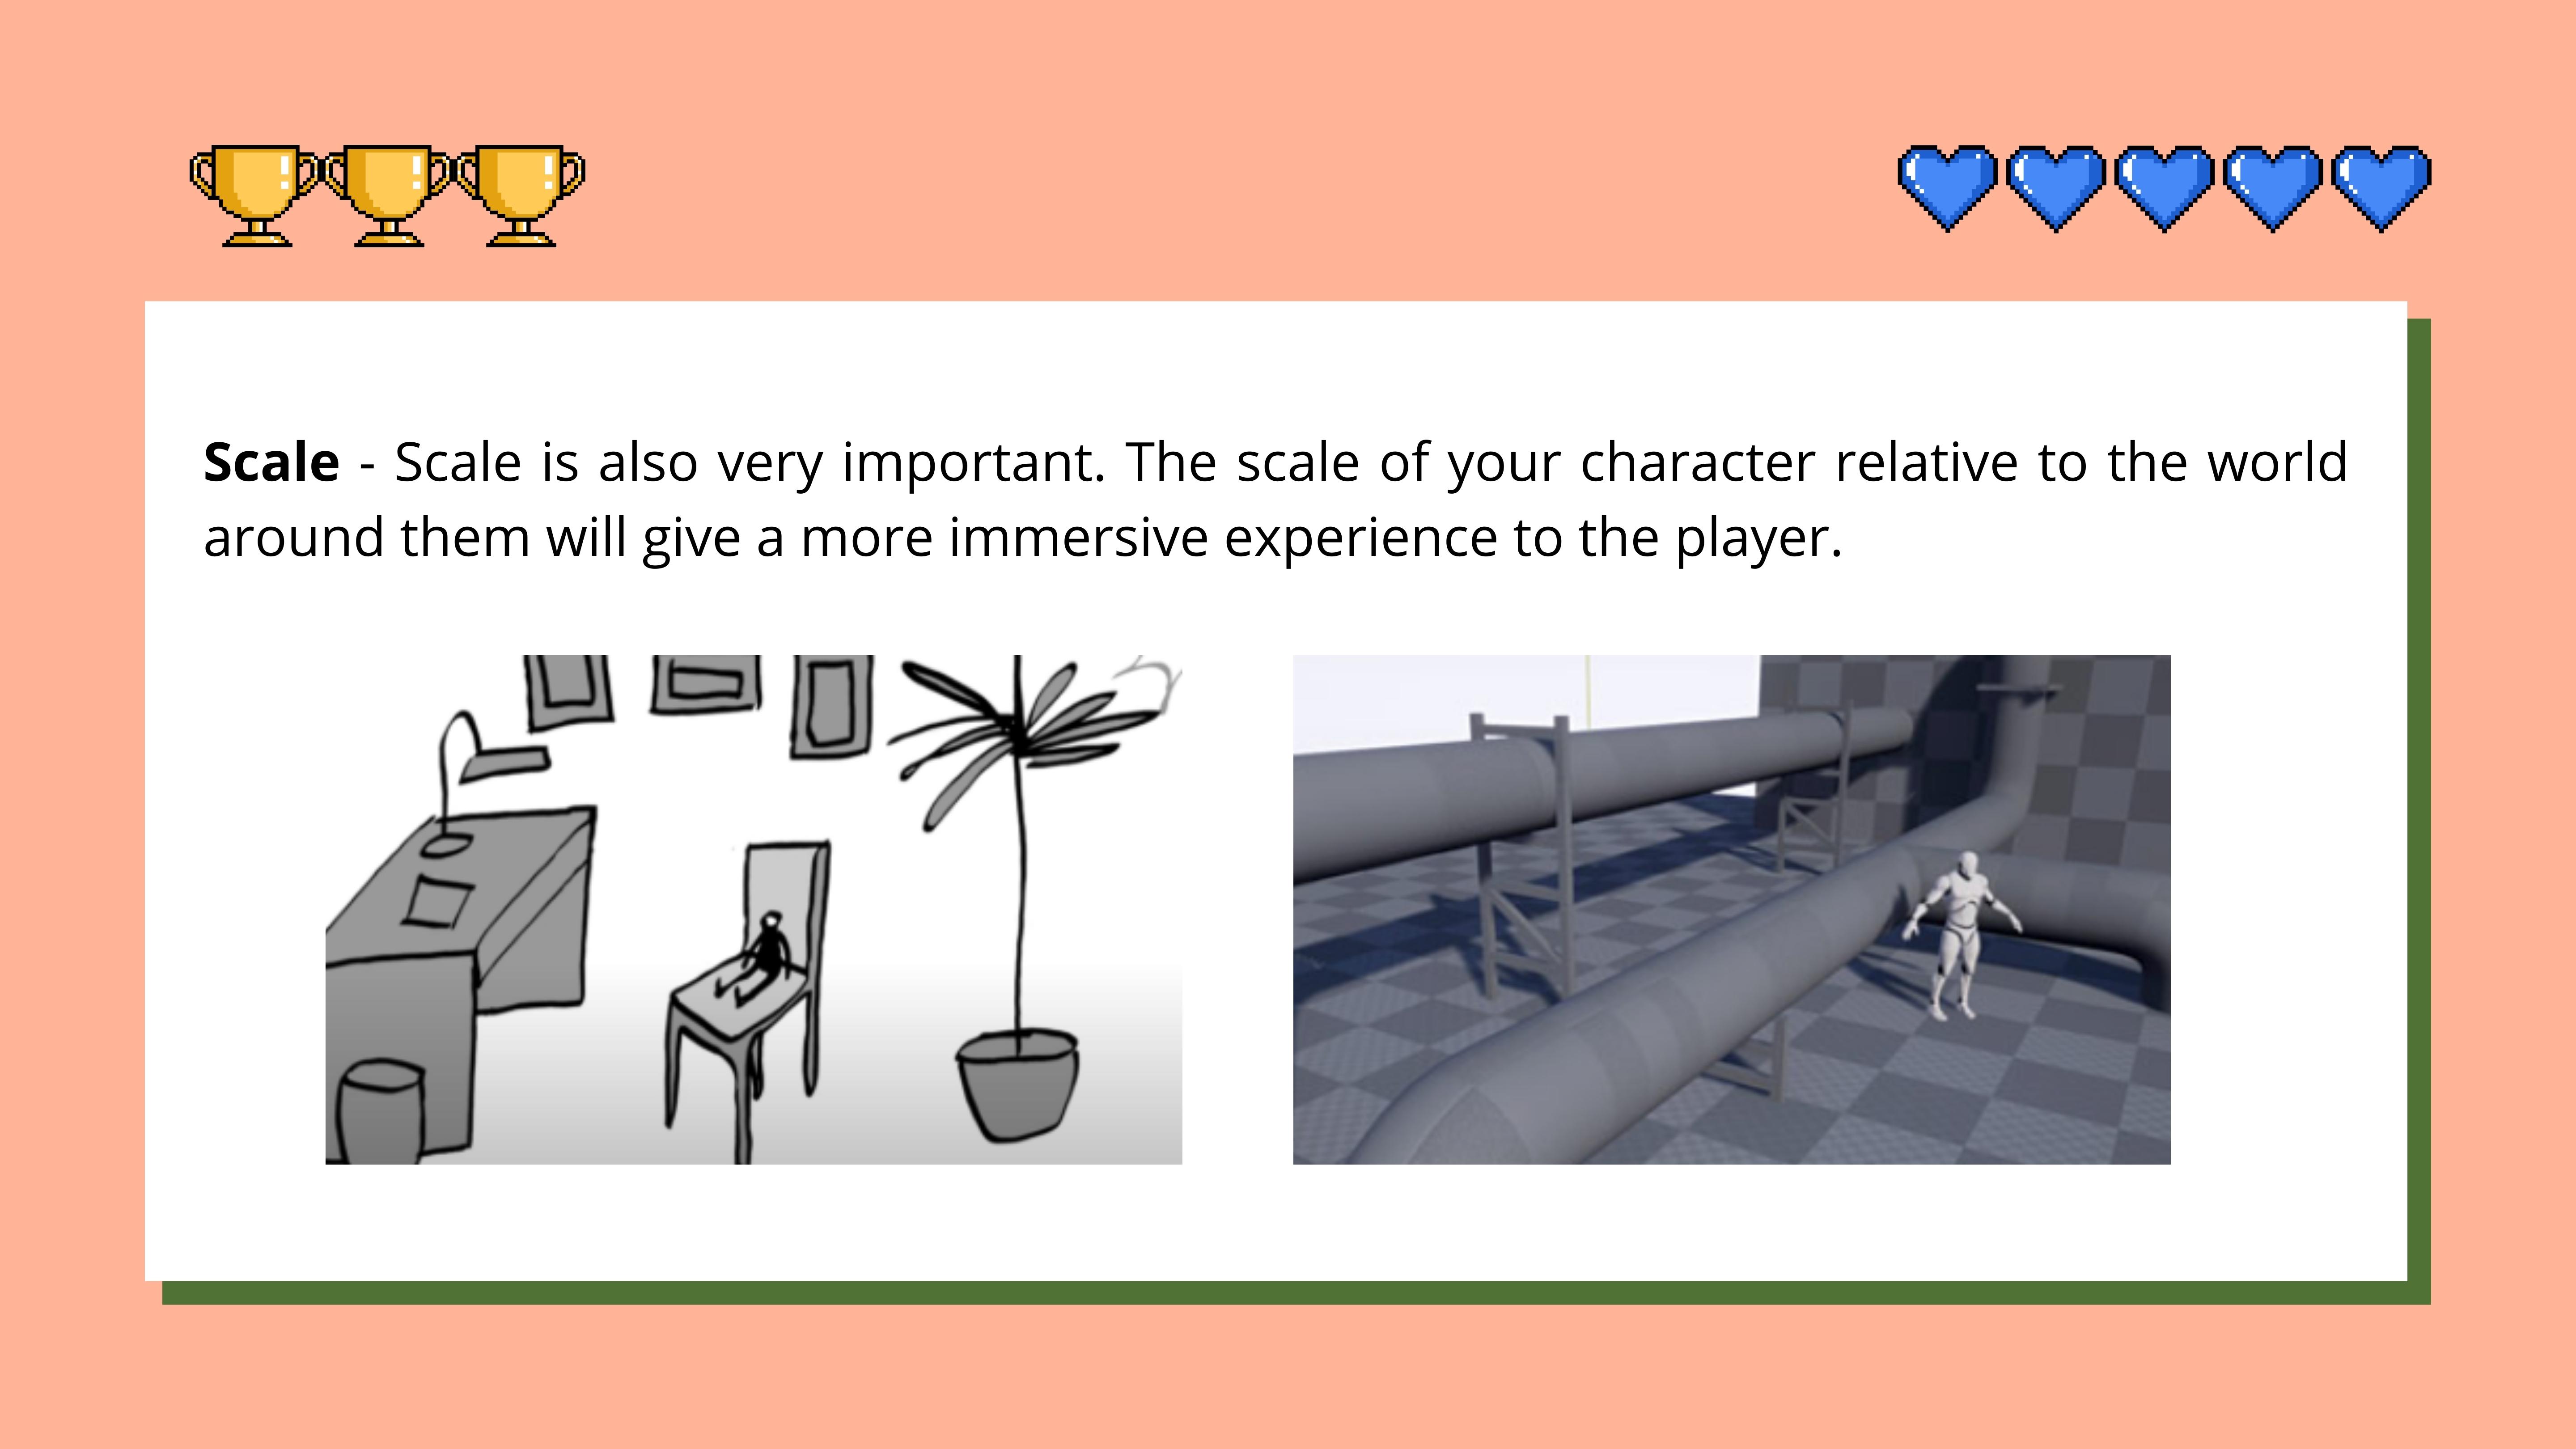 Scale - Scale is also very important. The scale of your character relative to the world
around them will give a more immersive experience to the player.